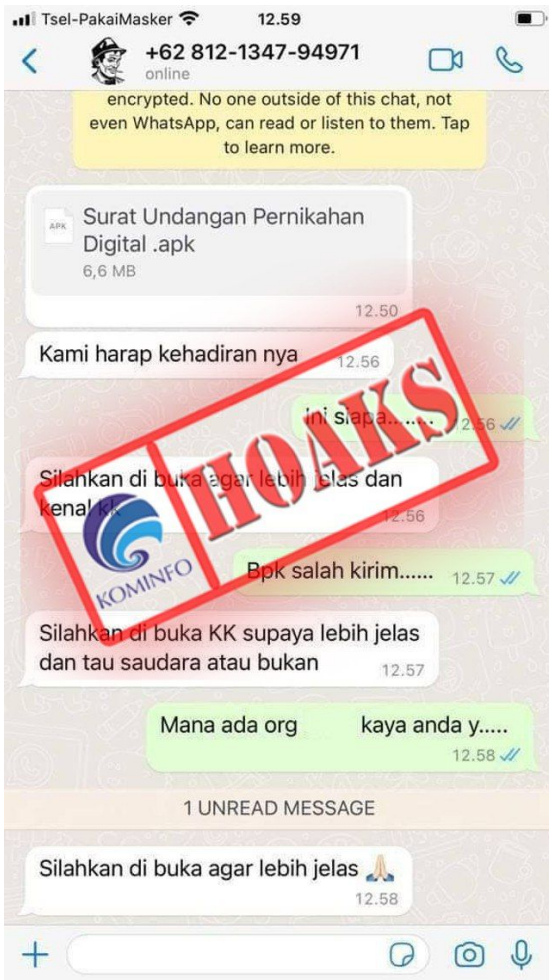 Tsel-PakaiMasker 12.59
+62 812-1347-94971
online
encrypted. No one outside of this chat, not
even WhatsApp, can read or listen to them. Tap
to learn more.
APK
Surat Undangan Pernikahan
Digital .apk
6,6 MB
12.50
Kami harap kehadiran nya 12.56
ini siapa........ 12.56
Silahkan di buka agar lebih jelas dan
kenal kk
12.56
HOAKS
KOMINFO
Bpk salah kirim...... 12.57
Silahkan di buka KK supaya lebih jelas
dan tau saudara atau bukan 12.57
Mana ada org kaya anda y.....
12.58
1 UNREAD MESSAGE
Silahkan di buka agar lebih jelas 🙏🏻
12.58